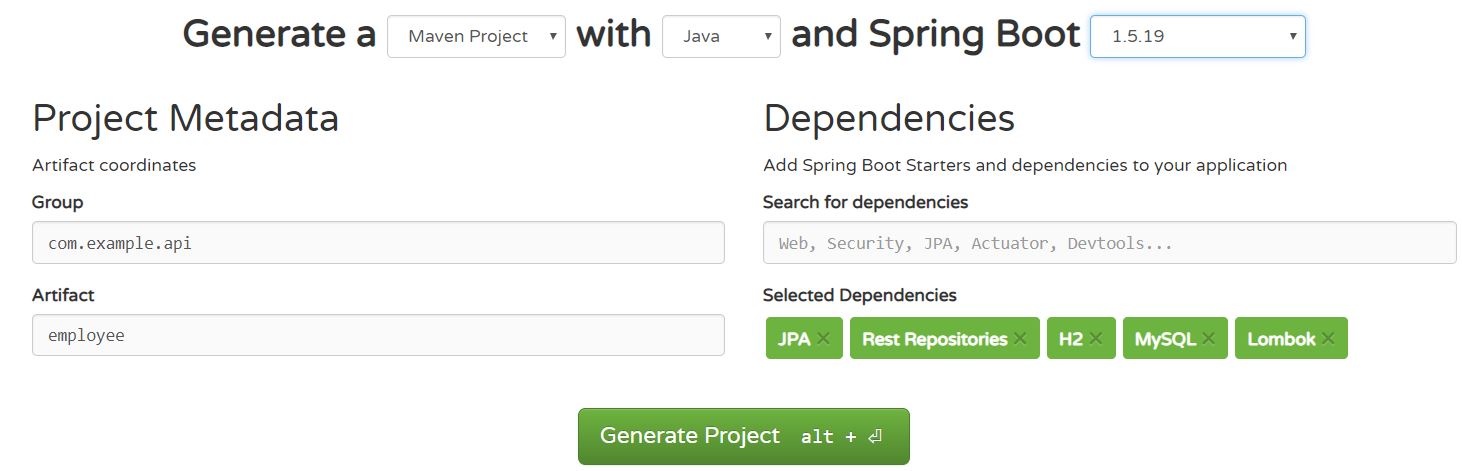 Generate a Maven Project with Java and Spring Boot 1.5.19
Project Metadata
Artifact coordinates
Group
com.example.api
Artifact
employee
Dependencies
Add Spring Boot Starters and dependencies to your application
Search for dependencies
Web, Security, JPA, Actuator, Devtools...
Selected Dependencies
JPA × Rest Repositories × H2 × MySQL × Lombok ×
Generate Project alt + ⏎